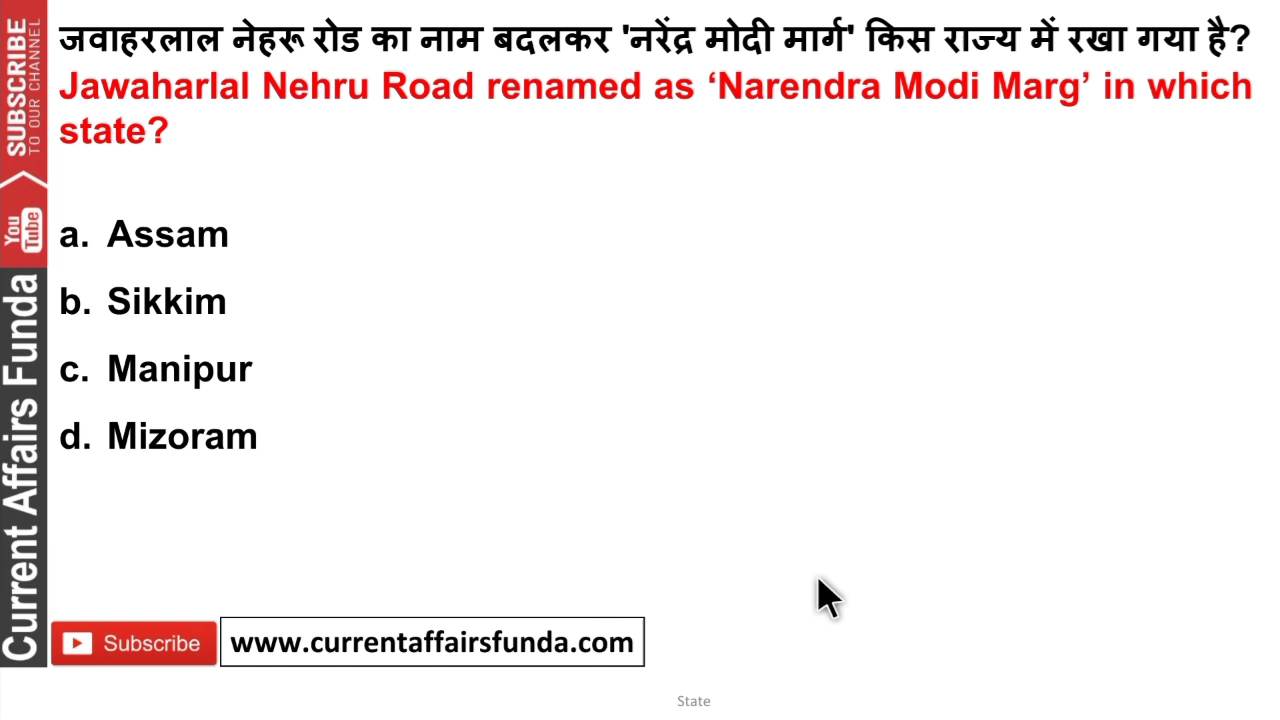 जवाहरलाल नेहरू रोड का नाम बदलकर 'नरेंद्र मोदी मार्ग' किस राज्य में रखा गया है?
Jawaharlal Nehru Road renamed as ‘Narendra Modi Marg’ in which
state?
a. Assam
b. Sikkim
c. Manipur
d. Mizoram
SUBSCRIBE
TO OUR CHANNEL
You
Tube
Current Affairs Funda
Subscribe
www.currentaffairsfunda.com
State